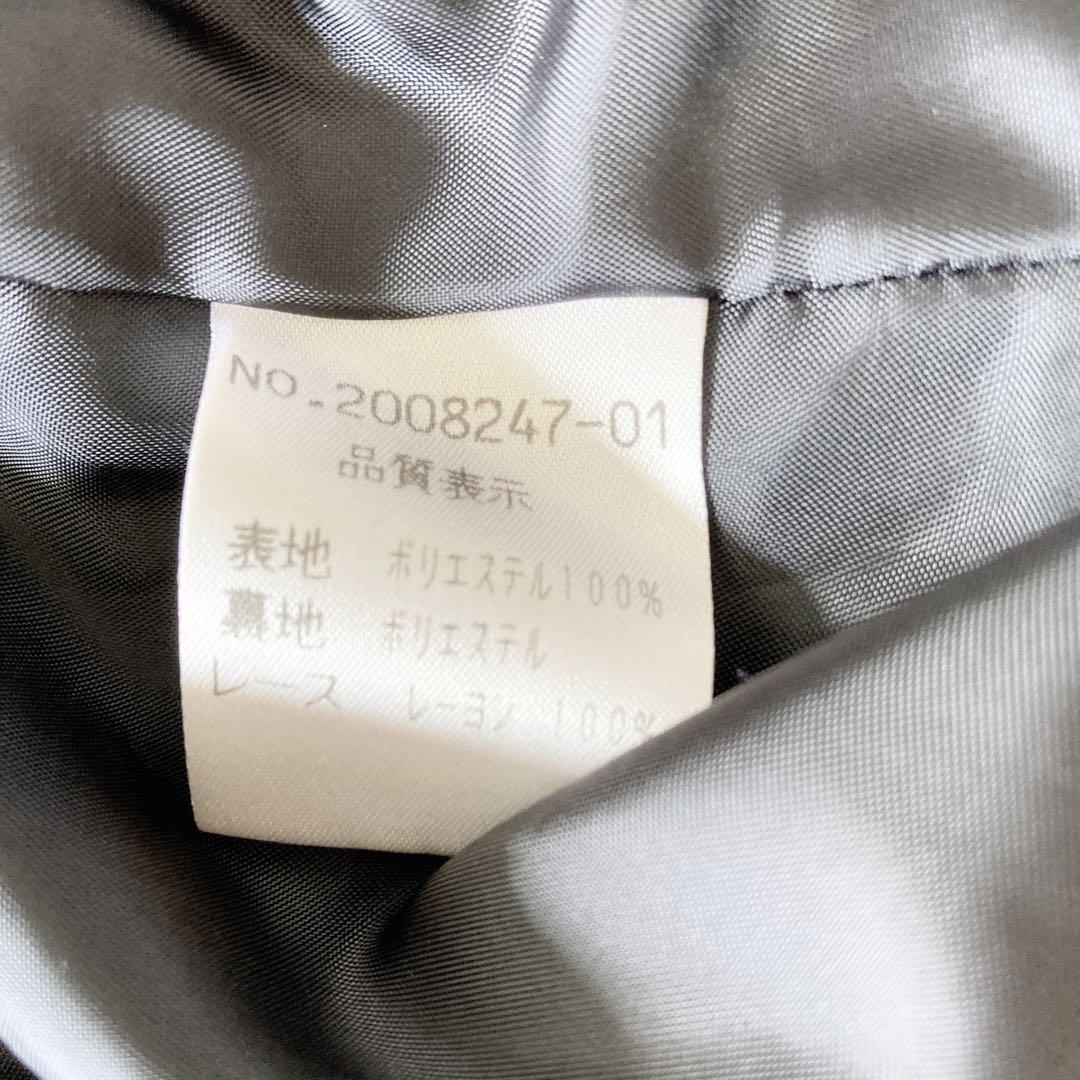 No.2008247-01
品質表示
表地 ポリエステル100%
裏地 ポリエステル
レース レーヨン 100%